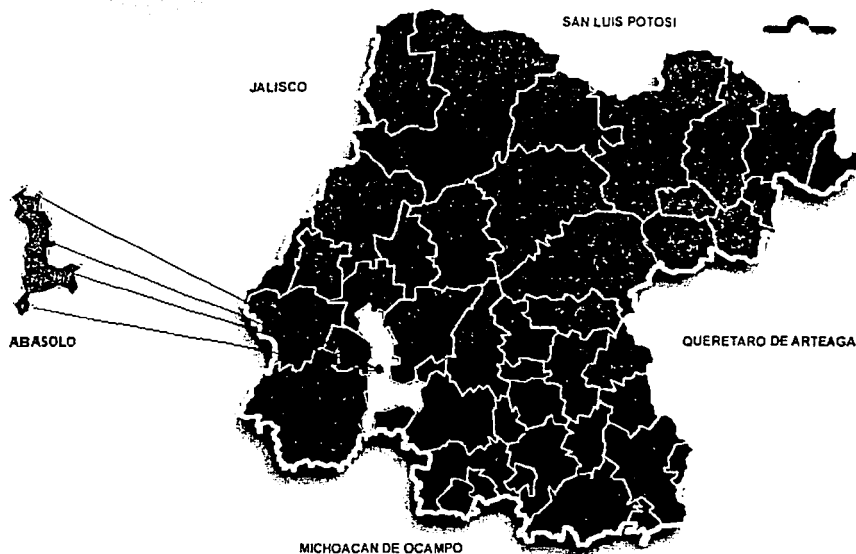 SAN LUIS POTOSI
JALISCO
ABASOLO
QUERETARO DE ARTEAGA
MICHOACAN DE OCAMPO